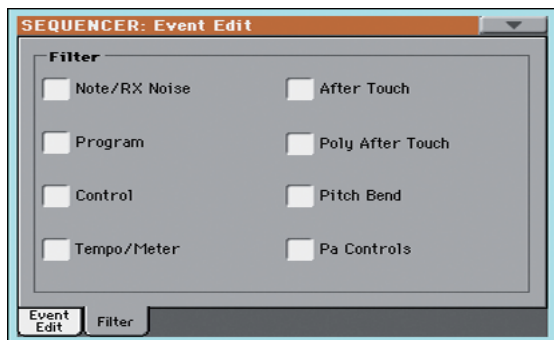 SEQUENCER: Event Edit
Filter
Note/RX Noise
After Touch
Program
Poly After Touch
Control
Pitch Bend
Tempo/Meter
Pa Controls
Event
Edit
Filter